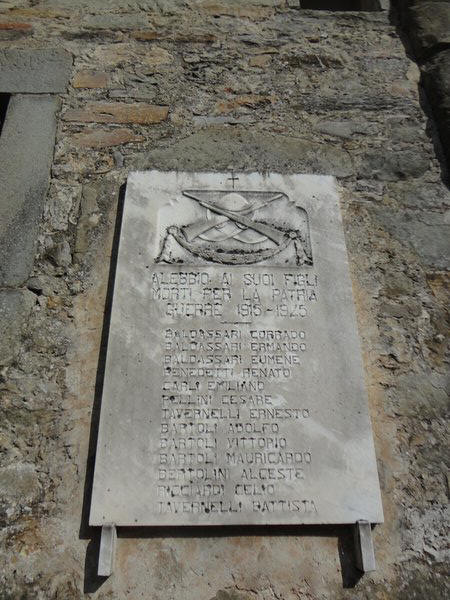 ALEBBIO AI SUOI FIGLI
MORTI PER LA PATRIA
GUERRE 1915-1945
BALDASSARI CORRADO
BALDASSARI ERMANDO
BALDASSARI EUMENE
BENEDETTI RENATO
CARLI EMILIANO
PELLINI CESARE
TAVERNELLI ERNESTO
BARTOLI ADOLFO
BARTOLI VITTORIO
BARTOLI MAURICARDO
BERTOLINI ALCESTE
RICCIARDI CELIO
TAVERNELLI BATTISTA